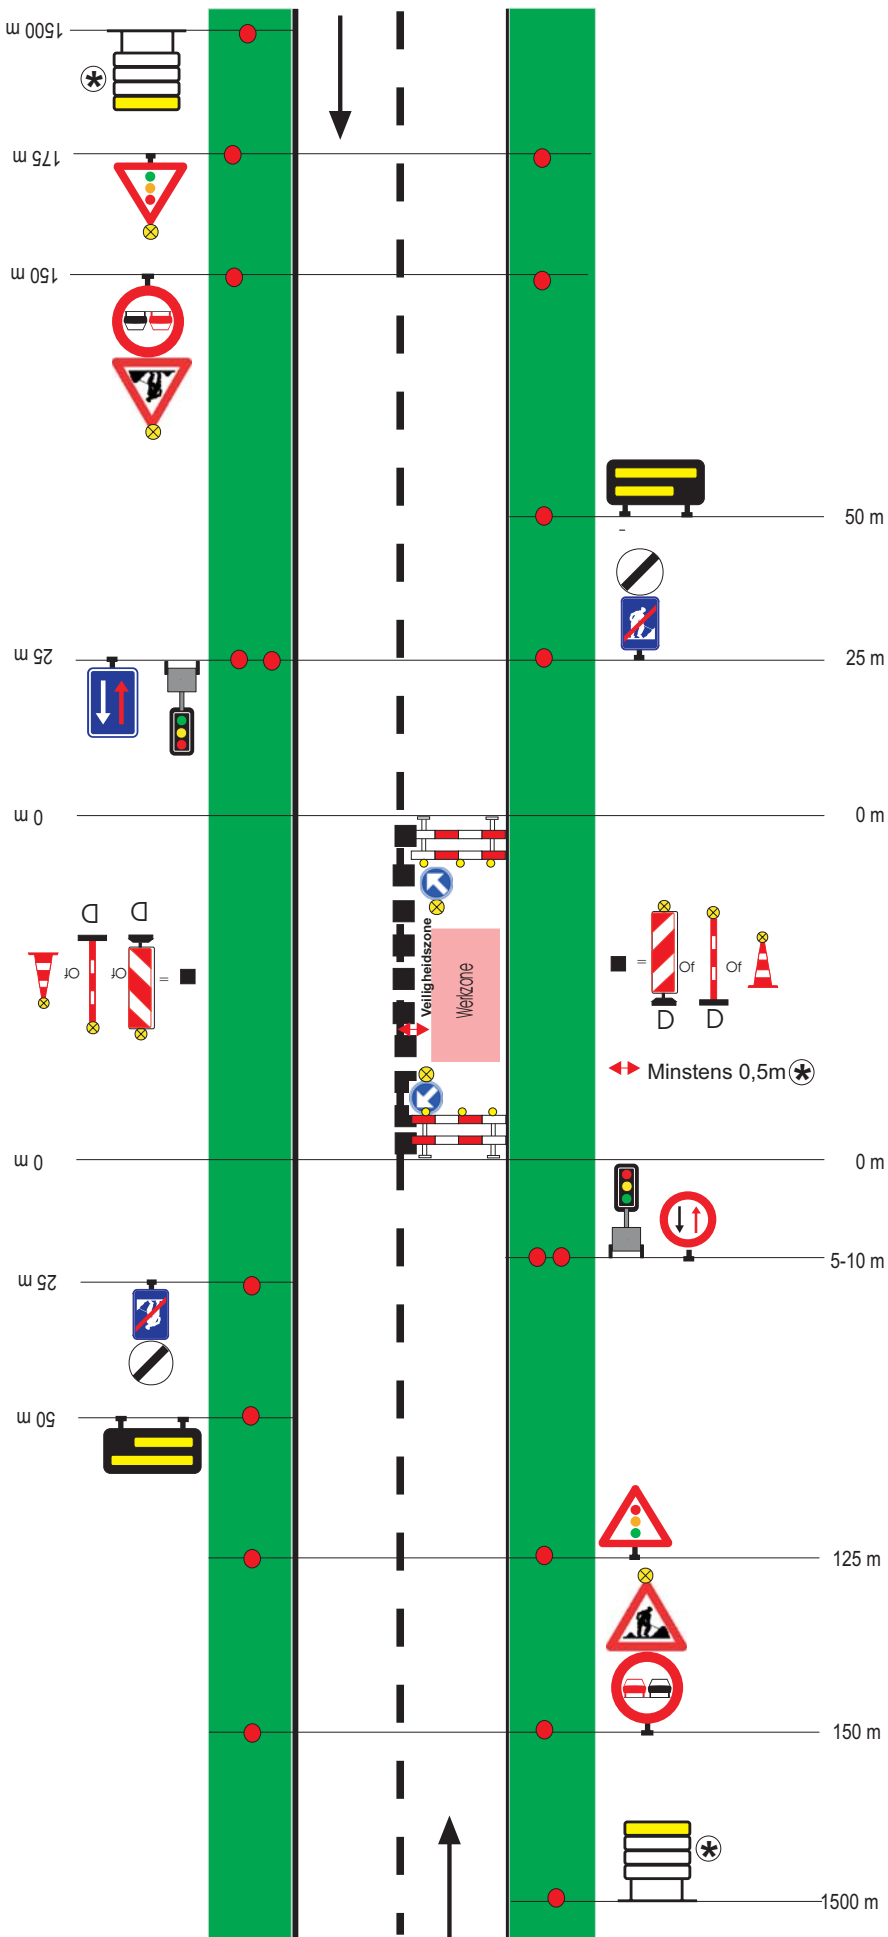 1500 m
175 m
150 m
50 m
25 m
25 m
0 m
0 m
D
D
Of
Of
=
Veiligheidszone
Werkzone
=
Of
Of
D
D
Minstens 0,5m
0 m
0 m
5-10 m
25 m
50 m
125 m
150 m
1500 m